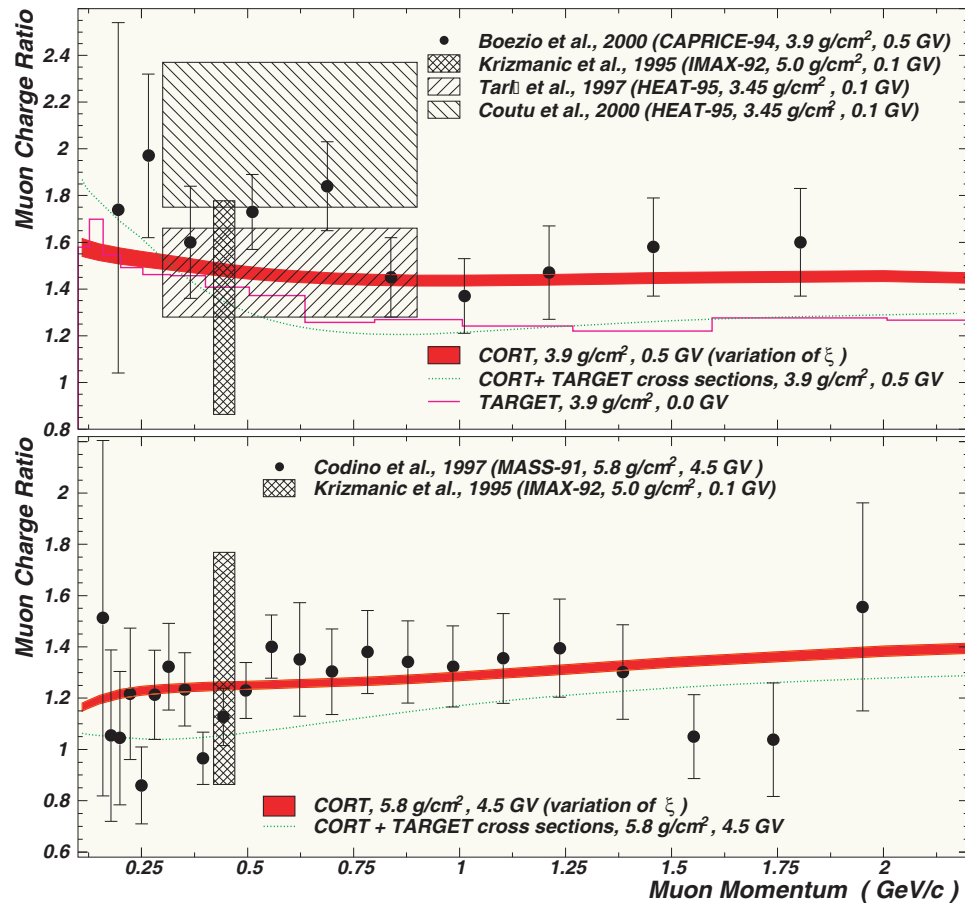 Muon Charge Ratio
2.4
2.2
2
1.8
1.6
1.4
1.2
1
0.8
Boezio et al., 2000 (CAPRICE-94, 3.9 g/cm², 0.5 GV)
Krizmanic et al., 1995 (IMAX-92, 5.0 g/cm², 0.1 GV)
Tarl et al., 1997 (HEAT-95, 3.45 g/cm², 0.1 GV)
Coutu et al., 2000 (HEAT-95, 3.45 g/cm², 0.1 GV)
CORT, 3.9 g/cm², 0.5 GV (variation of ξ)
CORT+ TARGET cross sections, 3.9 g/cm², 0.5 GV
TARGET, 3.9 g/cm², 0.0 GV
Muon Charge Ratio
2
1.8
1.6
1.4
1.2
1
0.8
0.6
Codino et al., 1997 (MASS-91, 5.8 g/cm², 4.5 GV )
Krizmanic et al., 1995 (IMAX-92, 5.0 g/cm², 0.1 GV)
CORT, 5.8 g/cm², 4.5 GV (variation of ξ)
CORT + TARGET cross sections, 5.8 g/cm², 4.5 GV
0.25 0.5 0.75 1 1.25 1.5 1.75 2
Muon Momentum ( GeV/c )